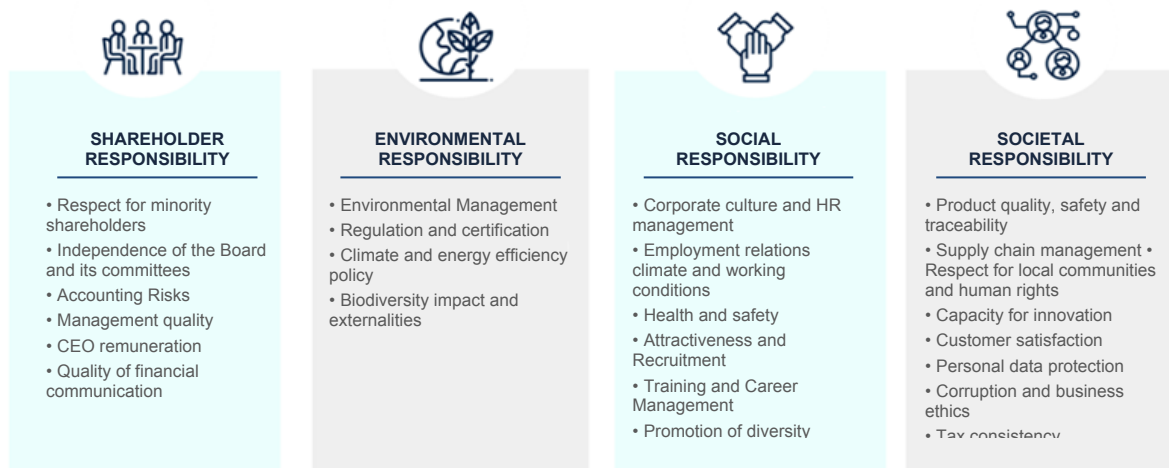 SHAREHOLDER
RESPONSIBILITY
• Respect for minority
shareholders
• Independence of the Board
and its committees
• Accounting Risks
• Management quality
• CEO remuneration
• Quality of financial
communication
ENVIRONMENTAL
RESPONSIBILITY
• Environmental Management
• Regulation and certification
• Climate and energy efficiency
policy
• Biodiversity impact and
externalities
SOCIAL
RESPONSIBILITY
• Corporate culture and HR
management
• Employment relations
climate and working
conditions
• Health and safety
• Attractiveness and
Recruitment
• Training and Career
Management
• Promotion of diversity
SOCIETAL
RESPONSIBILITY
• Product quality, safety and
traceability
• Supply chain management •
Respect for local communities
and human rights
• Capacity for innovation
• Customer satisfaction
• Personal data protection
• Corruption and business
ethics
• Tax consistency